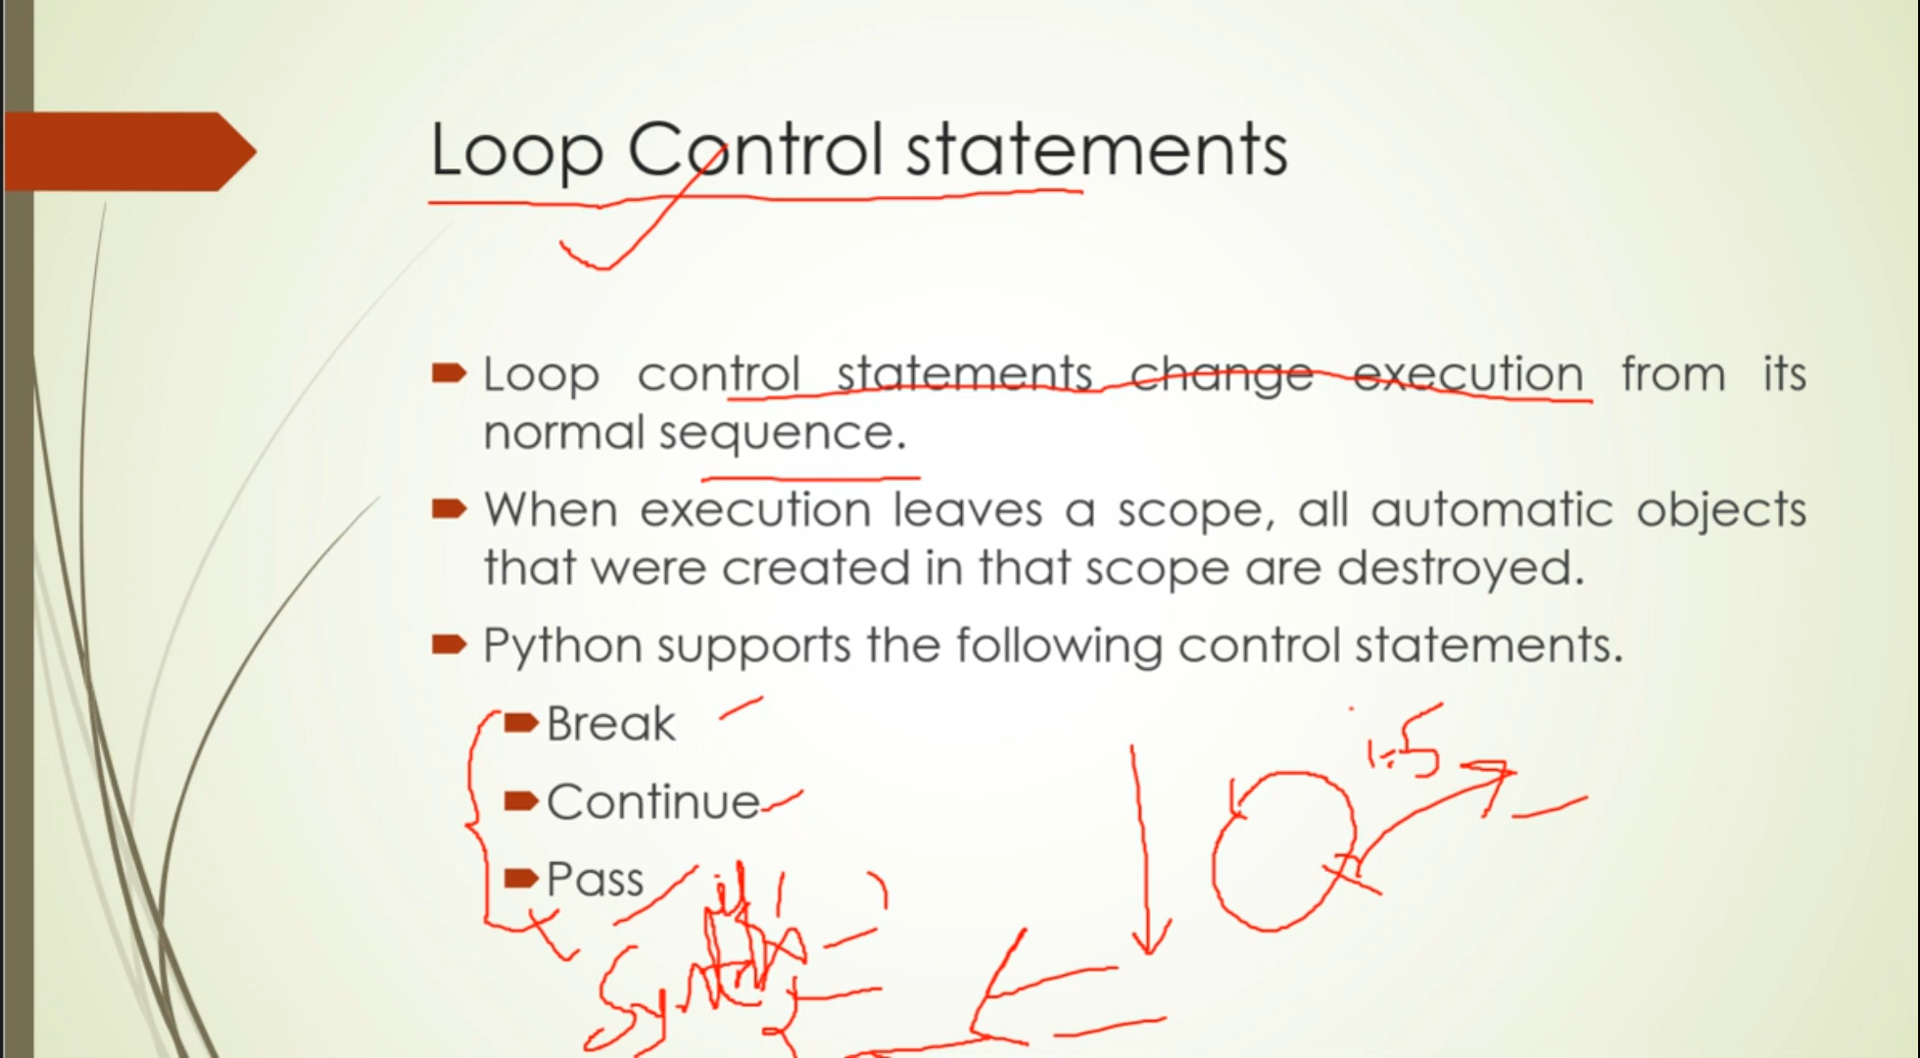 Loop Control statements
Loop control statements change execution from its
normal sequence.
When execution leaves a scope, all automatic objects
that were created in that scope are destroyed.
Python supports the following control statements.
Break
Continue
Pass